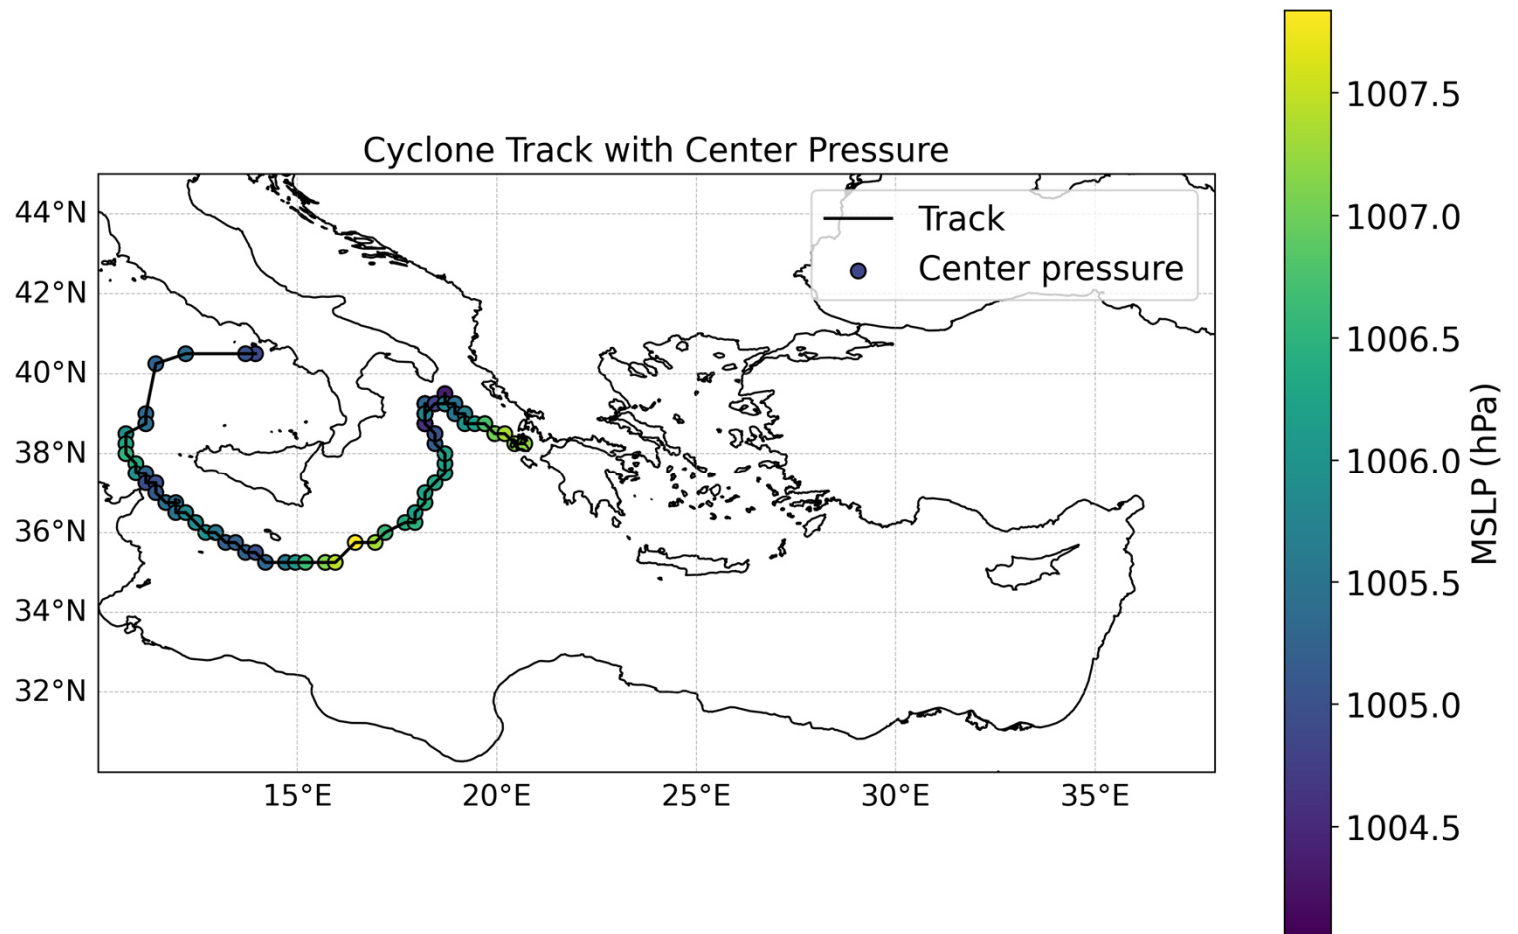 Cyclone Track with Center Pressure
Track
Center pressure
44°N
42°N
40°N
38°N
36°N
34°N
32°N
15°E
20°E
25°E
30°E
35°E
1007.5
1007.0
1006.5
1006.0
1005.5
1005.0
1004.5
MSLP (hPa)